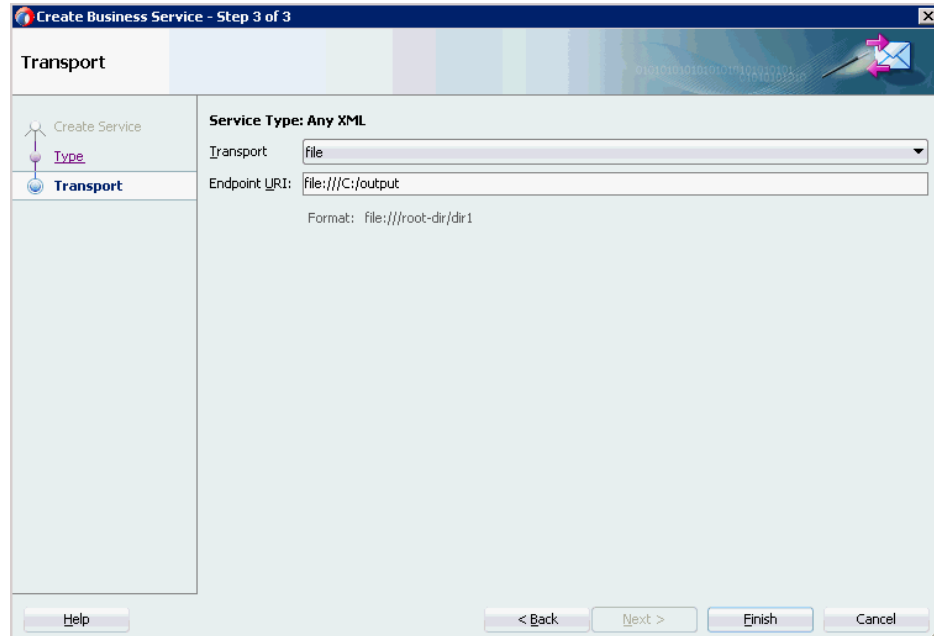 Create Business Service - Step 3 of 3
Transport
Create Service
Type
Transport
Service Type: Any XML
Transport file
Endpoint URI: file:///C:/output
Format: file:///root-dir/dir1
Help < Back Next > Finish Cancel